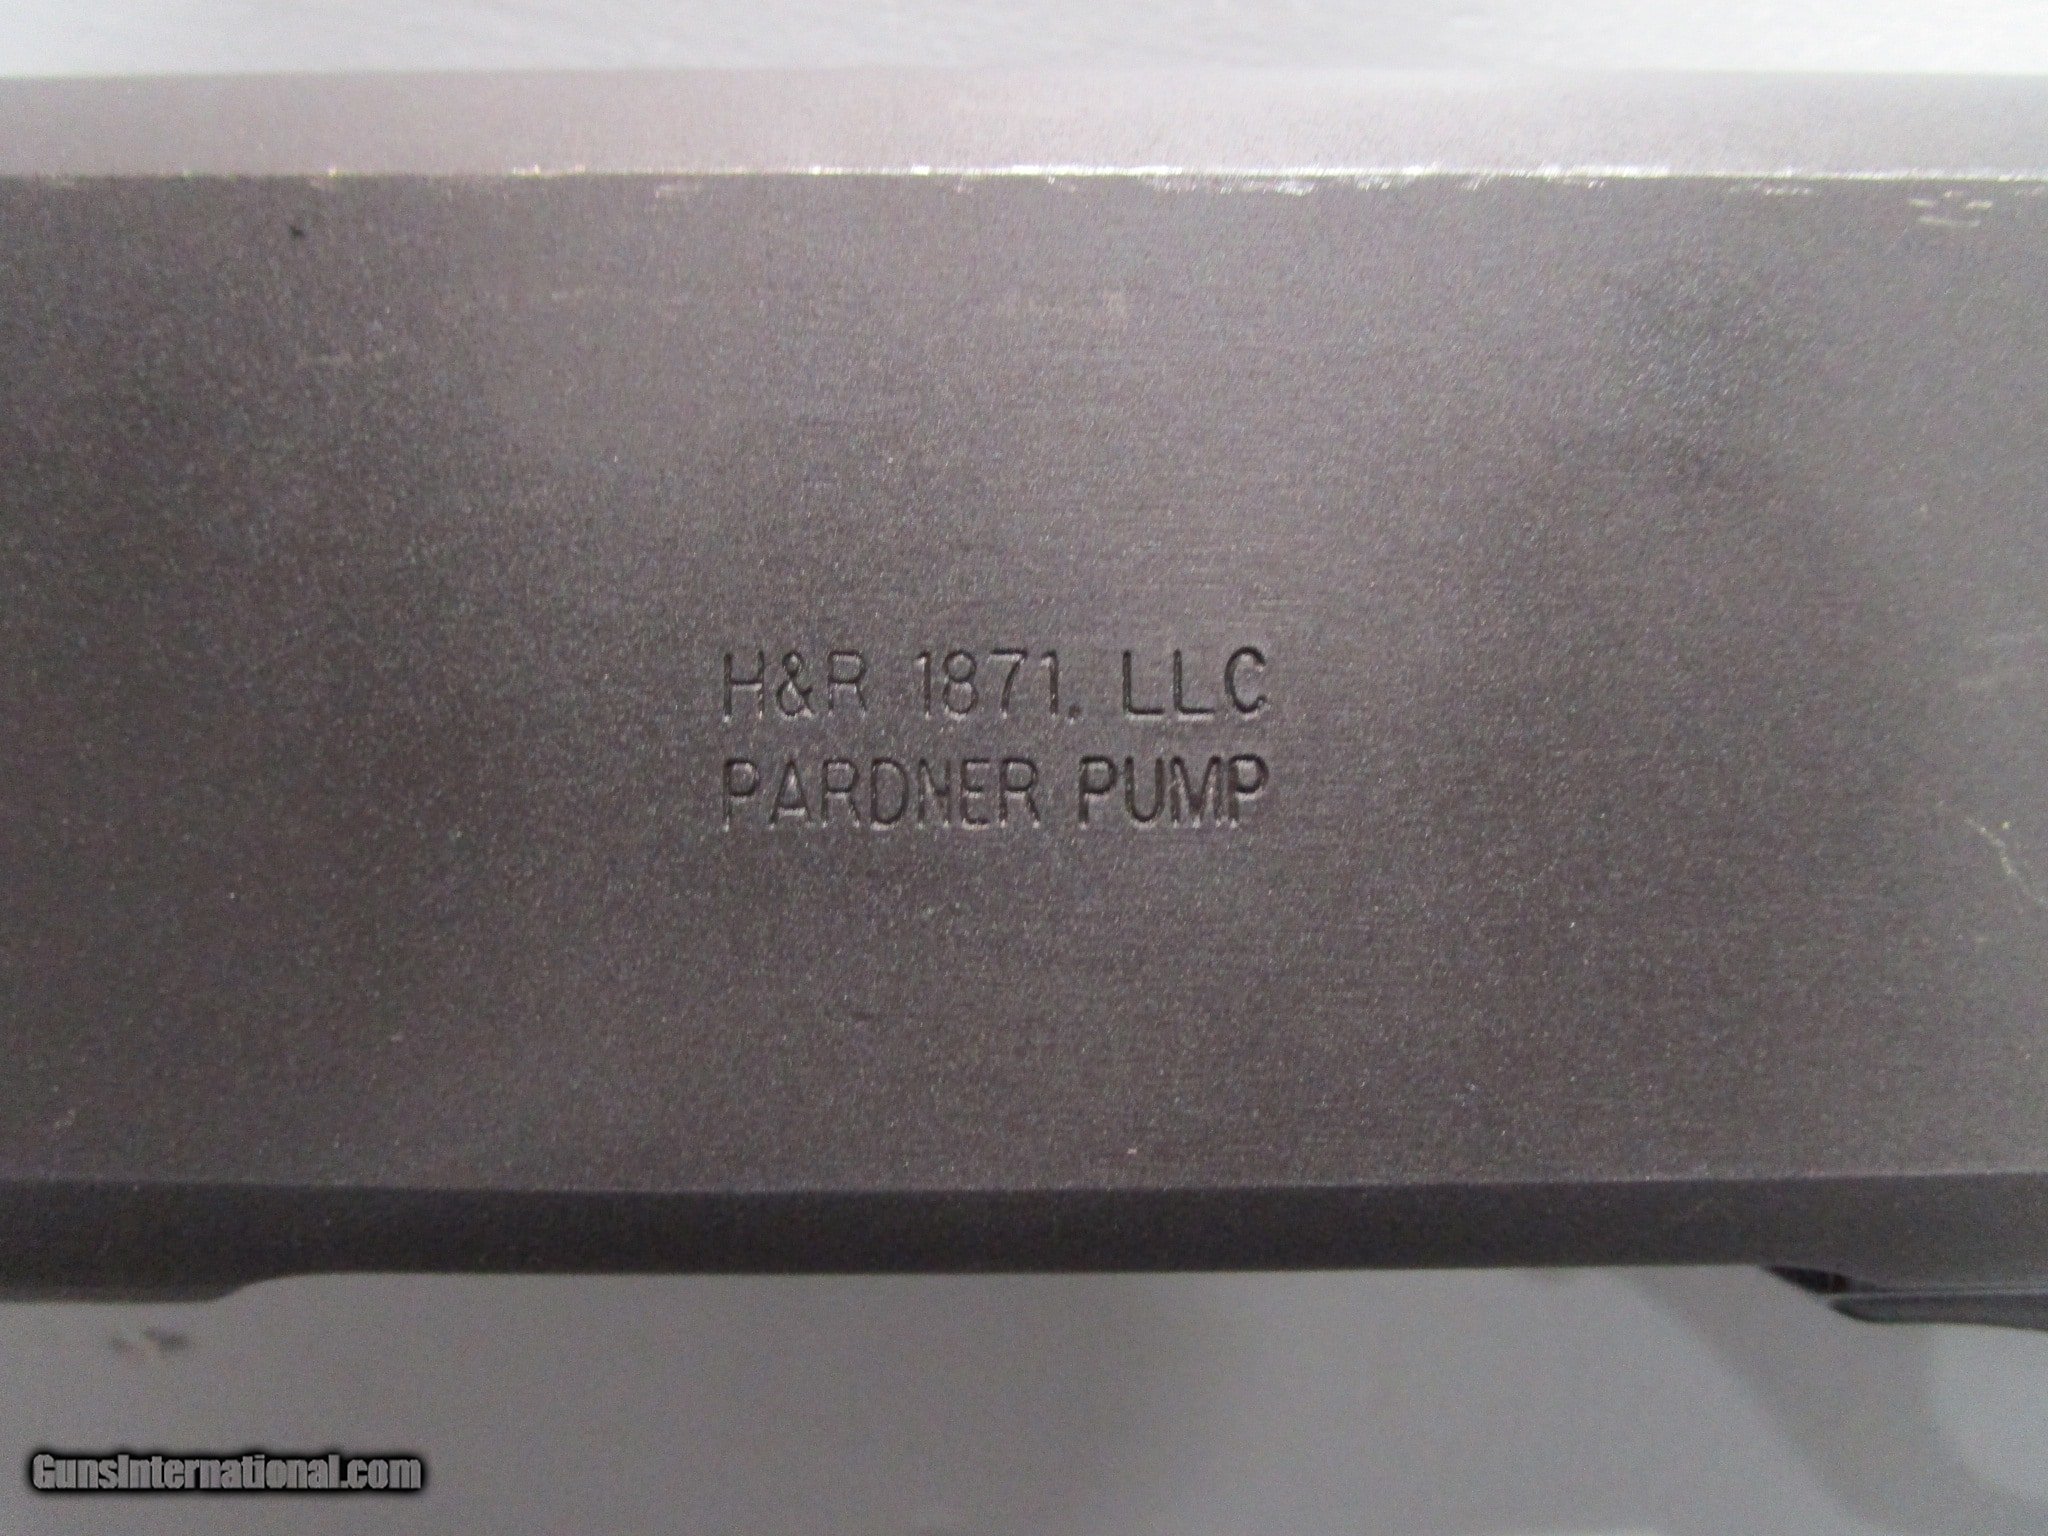 H&R 1871. LLC
PARDNER PUMP
GunsInternational.com